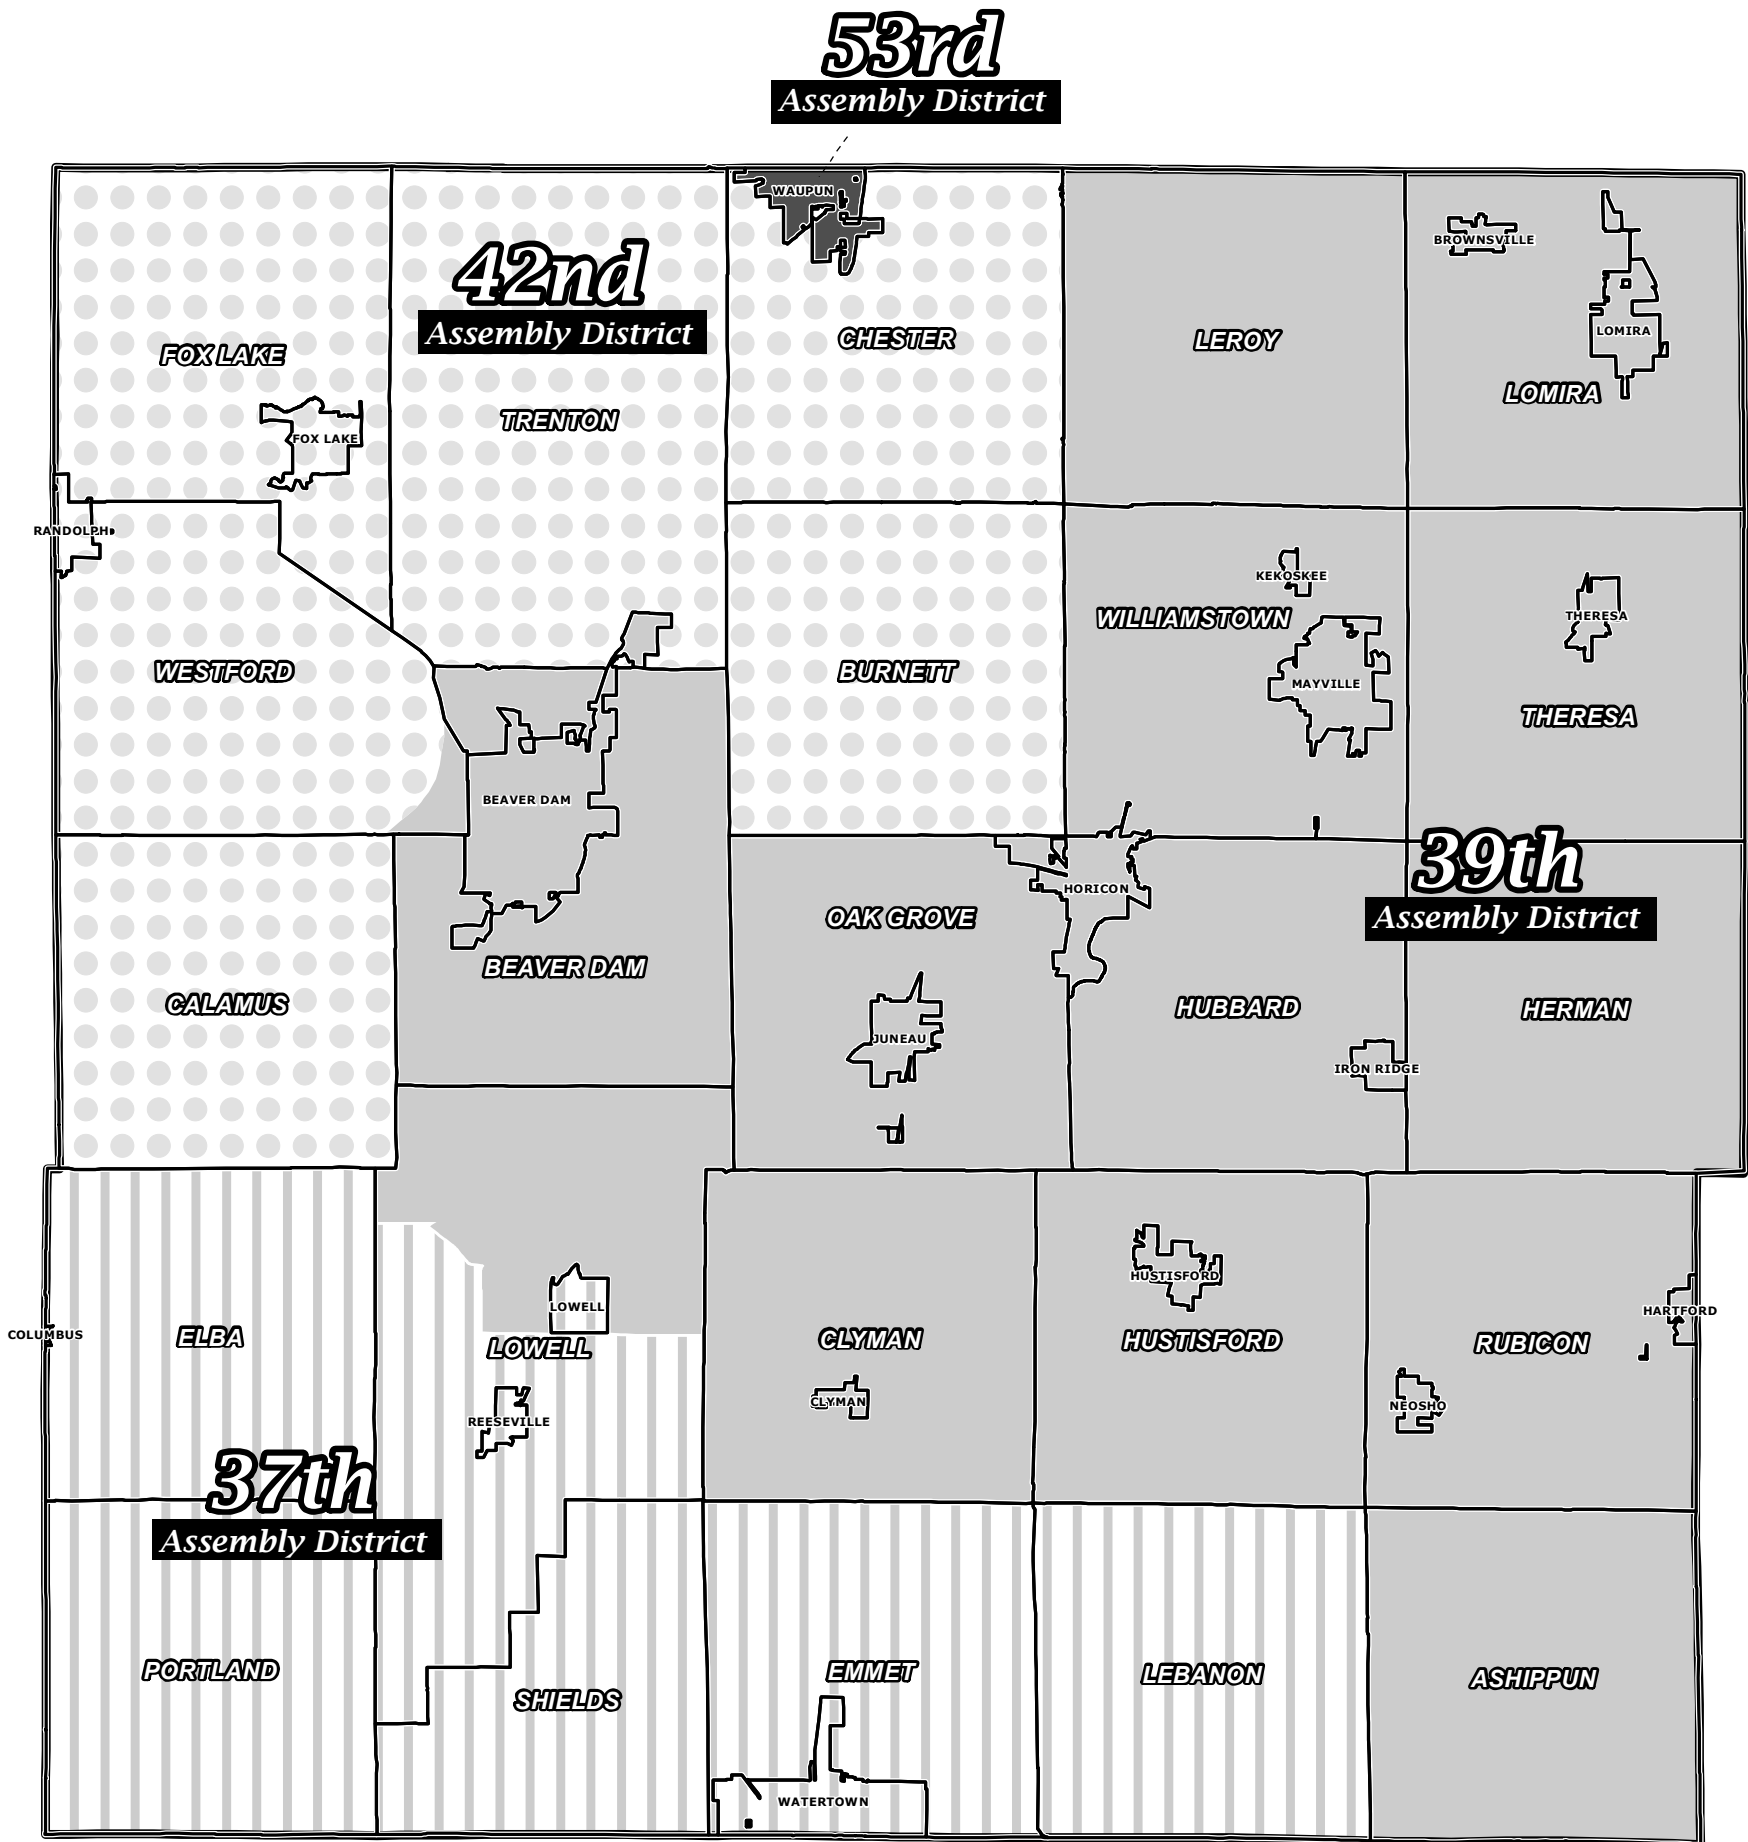 53rd
Assembly District
WAUPUN
BROWNSVILLE
42nd
Assembly District
LOMIRA
CHESTER
LEROY
FOX LAKE
LOMIRA
TRENTON
FOX LAKE
RANDOLPH
KEKOSKEE
THERESA
WILLIAMSTOWN
WESTFORD
BURNETT
MAYVILLE
THERESA
BEAVER DAM
39th
Assembly District
HORICON
OAK GROVE
BEAVER DAM
CALAMUS
HUBBARD
HERMAN
JUNEAU
IRON RIDGE
HUSTISFORD
LOWELL
HARTFORD
COLUMBUS
ELBA
CLYMAN
HUSTISFORD
RUBICON
LOWELL
CLYMAN
NEOSHO
REESEVILLE
37th
Assembly District
PORTLAND
EMMET
LEBANON
ASHIPPUN
SHIELDS
WATERTOWN